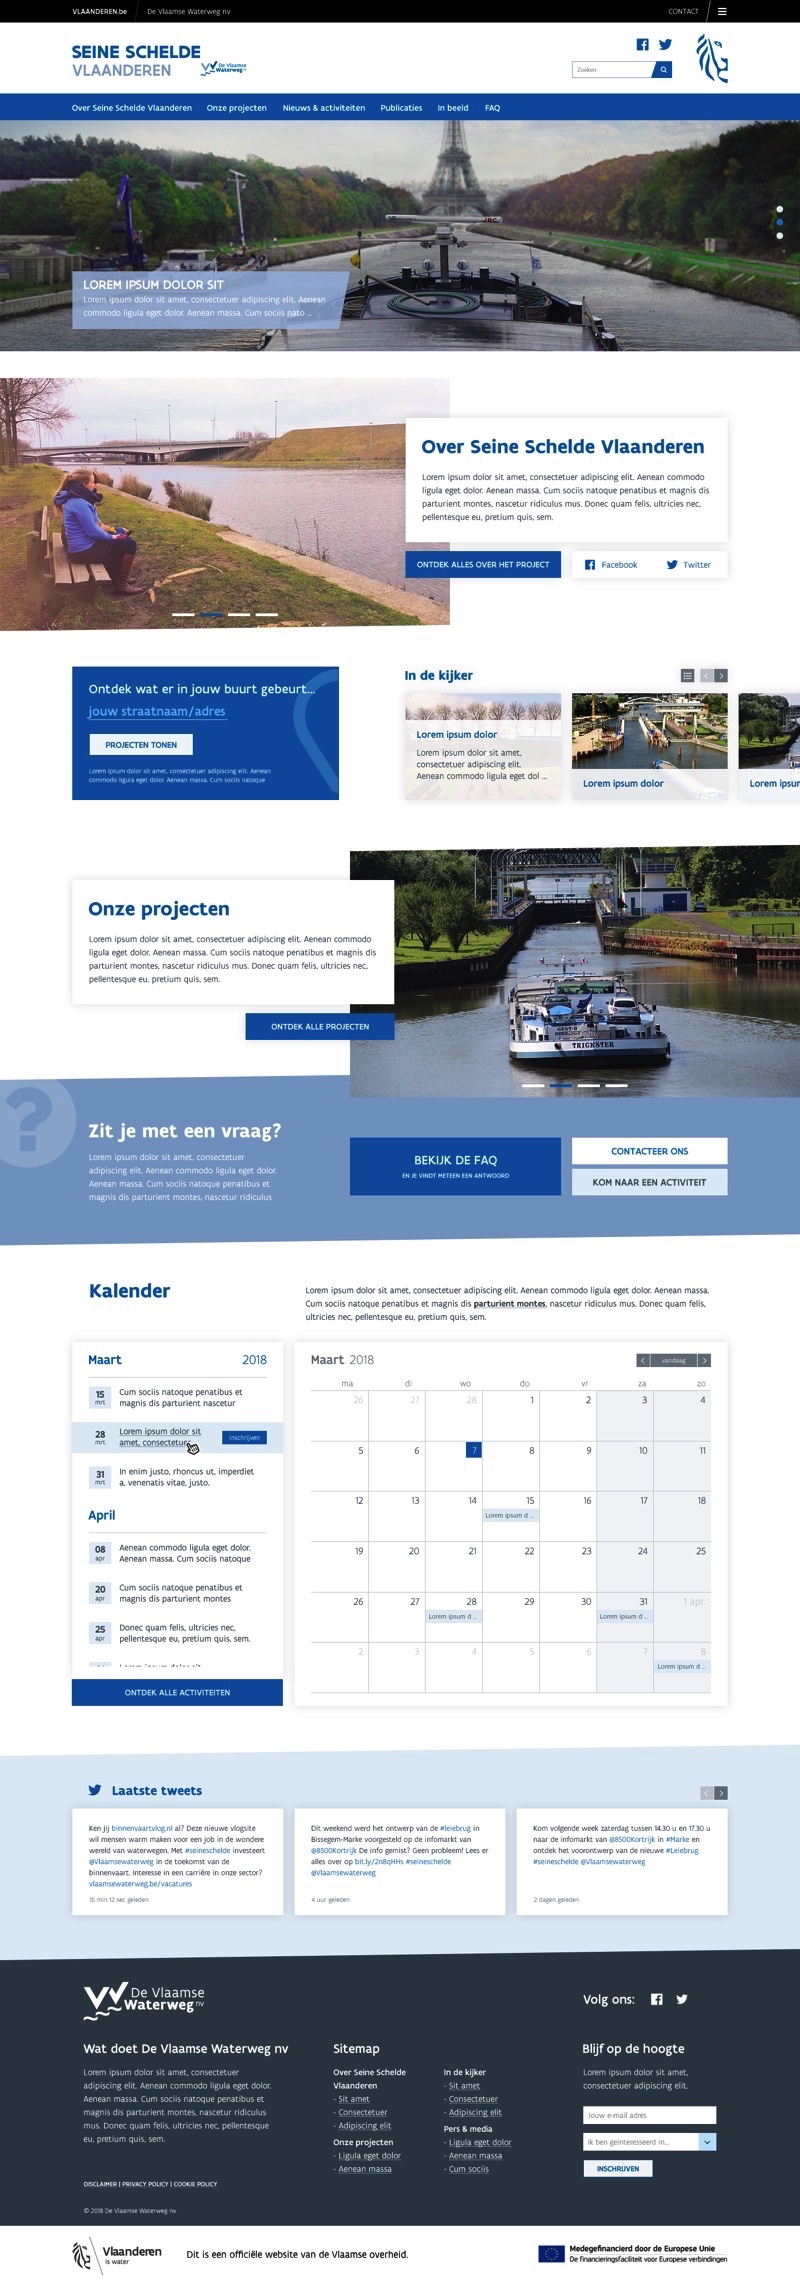 VLAANDEREN.be
De Vlaamse Waterweg nv
CONTACT
SEINE SCHELDE
VLAANDEREN
De Vlaamse
Waterweg nv
Zoeken
Over Seine Schelde Vlaanderen
Onze projecten
Nieuws & activiteiten
Publicaties
In beeld
FAQ
LOREM IPSUM DOLOR SIT
Lorem ipsum dolor sit amet, consectetuer adipiscing elit. Aenean
commodo ligula eget dolor. Aenean massa. Cum sociis nato ...
Over Seine Schelde Vlaanderen
Lorem ipsum dolor sit amet, consectetuer adipiscing elit. Aenean commodo
ligula eget dolor. Aenean massa. Cum sociis natoque penatibus et magnis dis
parturient montes, nascetur ridiculus mus. Donec quam felis, ultricies nec,
pellentesque eu, pretium quis, sem.
ONTDEK ALLES OVER HET PROJECT
Facebook
Twitter
Ontdek wat er in jouw buurt gebeurt...
jouw straatnaam/adres
PROJECTEN TONEN
Lorem ipsum dolor sit amet, consectetuer adipiscing elit. Aenean
commodo ligula eget dolor. Aenean massa. Cum sociis natoque
In de kijker
Lorem ipsum dolor
Lorem ipsum dolor sit amet,
consectetuer adipiscing elit.
Aenean commodo ligula eget dol ...
Lorem ipsum dolor
Lorem ipsur
Onze projecten
Lorem ipsum dolor sit amet, consectetuer adipiscing elit. Aenean commodo
ligula eget dolor. Aenean massa. Cum sociis natoque penatibus et magnis dis
parturient montes, nascetur ridiculus mus. Donec quam felis, ultricies nec,
pellentesque eu, pretium quis, sem.
ONTDEK ALLE PROJECTEN
GENT-B
TRIGKSTER
?
Zit je met een vraag?
Lorem ipsum dolor sit amet, consectetuer
adipiscing elit. Aenean commodo ligula eget dolor.
Aenean massa. Cum sociis natoque penatibus et
magnis dis parturient montes, nascetur ridiculus
BEKIJK DE FAQ
EN JE VINDT METEEN EEN ANTWOORD
CONTACTEER ONS
KOM NAAR EEN ACTIVITEIT
Kalender
Lorem ipsum dolor sit amet, consectetuer adipiscing elit. Aenean commodo ligula eget dolor. Aenean massa.
Cum sociis natoque penatibus et magnis dis parturient montes, nascetur ridiculus mus. Donec quam felis,
ultricies nec, pellentesque eu, pretium quis, sem.
Maart 2018
15 mrt
Cum sociis natoque penatibus et
magnis dis parturient nascetur
28 mrt
Lorem ipsum dolor sit
amet, consectetuer
inschrijven
31 mrt
In enim justo, rhoncus ut, imperdiet
a, venenatis vitae, justo.
April
08 apr
Aenean commodo ligula eget dolor.
Aenean massa. Cum sociis natoque
20 apr
Cum sociis natoque penatibus et
magnis dis parturient montes
25 apr
Donec quam felis, ultricies nec,
pellentesque eu, pretium quis, sem.
ONTDEK ALLE ACTIVITEITEN
Maart 2018
vandaag
ma di wo do vr za zo
26 27 28 1 2 3 4
5 6 7 8 9 10 11
12 13 14 15 16 17 18
Lorem ipsum d ...
19 20 21 22 23 24 25
26 27 28 29 30 31 1 apr.
Lorem ipsum d ...
Lorem ipsum d ...
2 3 4 5 6 7 8
Lorem ipsum d ...
Laatste tweets
Ken jij binnenvaartvlog.nl al? Deze nieuwe vlogsite
wil mensen warm maken voor een job in de wondere
wereld van waterwegen. Met #seineschelde investeert
@Vlaamsewaterweg in de toekomst van de
binnenvaart. Interesse in een carrière in onze sector?
vlaamsewaterweg.be/vacatures
15 min 12 sec geleden
Dit weekend werd het ontwerp van de #leiebrug in
Bissegem-Marke voorgesteld op de infomarkt van
@8500Kortrijk De info gemist? Geen probleem! Lees er
alles over op bit.ly/2nBqHHs #seineschelde
@Vlaamsewaterweg
4 uur geleden
Kom volgende week zaterdag tussen 14.30 u en 17.30 u
naar de infomarkt van @8500Kortrijk in #Marke en
ontdek het voorontwerp van de nieuwe #Leiebrug
#seineschelde @Vlaamsewaterweg
2 dagen geleden
De Vlaamse
Waterweg nv
Volg ons:
Wat doet De Vlaamse Waterweg nv
Lorem ipsum dolor sit amet, consectetuer
adipiscing elit. Aenean commodo ligula eget dolor.
Aenean massa. Cum sociis natoque penatibus et
magnis dis parturient montes, nascetur ridiculus
mus. Donec quam felis, ultricies nec, pellentesque
eu, pretium quis, sem.
DISCLAIMER | PRIVACY POLICY | COOKIE POLICY
© 2018 De Vlaamse Waterweg nv
Sitemap
Over Seine Schelde
Vlaanderen
- Sit amet
- Consectetuer
- Adipiscing elit
Onze projecten
- Ligula eget dolor
- Aenean massa
In de kijker
- Sit amet
- Consectetuer
- Adipiscing elit
Pers & media
- Ligula eget dolor
- Aenean massa
- Cum sociis
Blijf op de hoogte
Lorem ipsum dolor sit amet,
consectetuer adipiscing elit.
Jouw e-mail adres
Ik ben geinteresseerd in...
INSCHRIJVEN
Vlaanderen
is water
Dit is een officiële website van de Vlaamse overheid.
Medegefinancierd door de Europese Unie
De financieringsfaciliteit voor Europese verbindingen